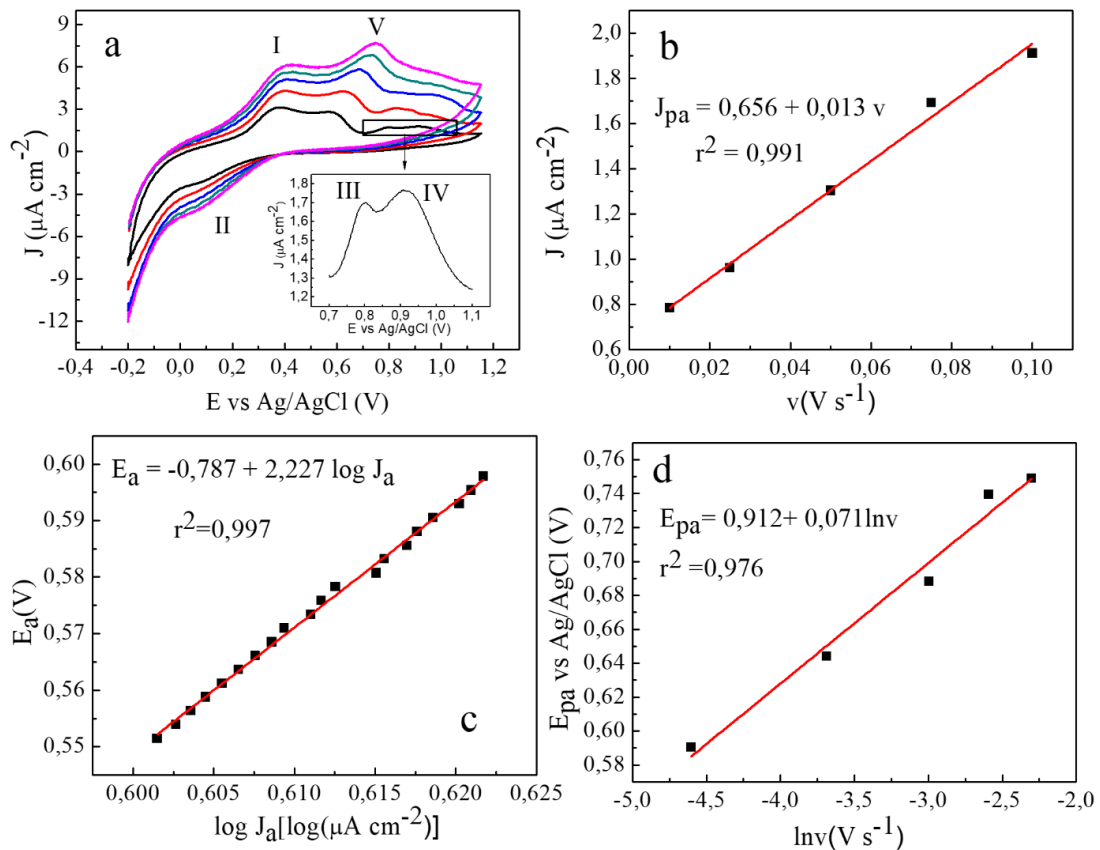 a
I
V
II
9
6
3
0
-3
-6
-9
-12
J (μA cm-2)
-0,4 -0,2 0,0 0,2 0,4 0,6 0,8 1,0 1,2
E vs Ag/AgCl (V)
III IV
1,8
1,7
1,6
1,5
1,4
1,3
1,2
J (μA cm-2)
0,7 0,8 0,9 1,0 1,1
E vs Ag/AgCl (V)
b
Jpa = 0,656 + 0,013 v
r2 = 0,991
2,0
1,8
1,6
1,4
1,2
1,0
0,8
0,6
J (μA cm-2)
0,00 0,02 0,04 0,06 0,08 0,10
v(V s-1)
Ea = -0,787 + 2,227 log Ja
r2=0,997
c
0,60
0,59
0,58
0,57
0,56
0,55
Ea(V)
0,600 0,605 0,610 0,615 0,620 0,625
log Ja[log(μA cm-2)]
d
Epa= 0,912+ 0,071lnv
r2 =0,976
0,76
0,74
0,72
0,70
0,68
0,66
0,64
0,62
0,60
0,58
Epa vs Ag/AgCl (V)
-5,0 -4,5 -4,0 -3,5 -3,0 -2,5 -2,0
lnv(V s-1)